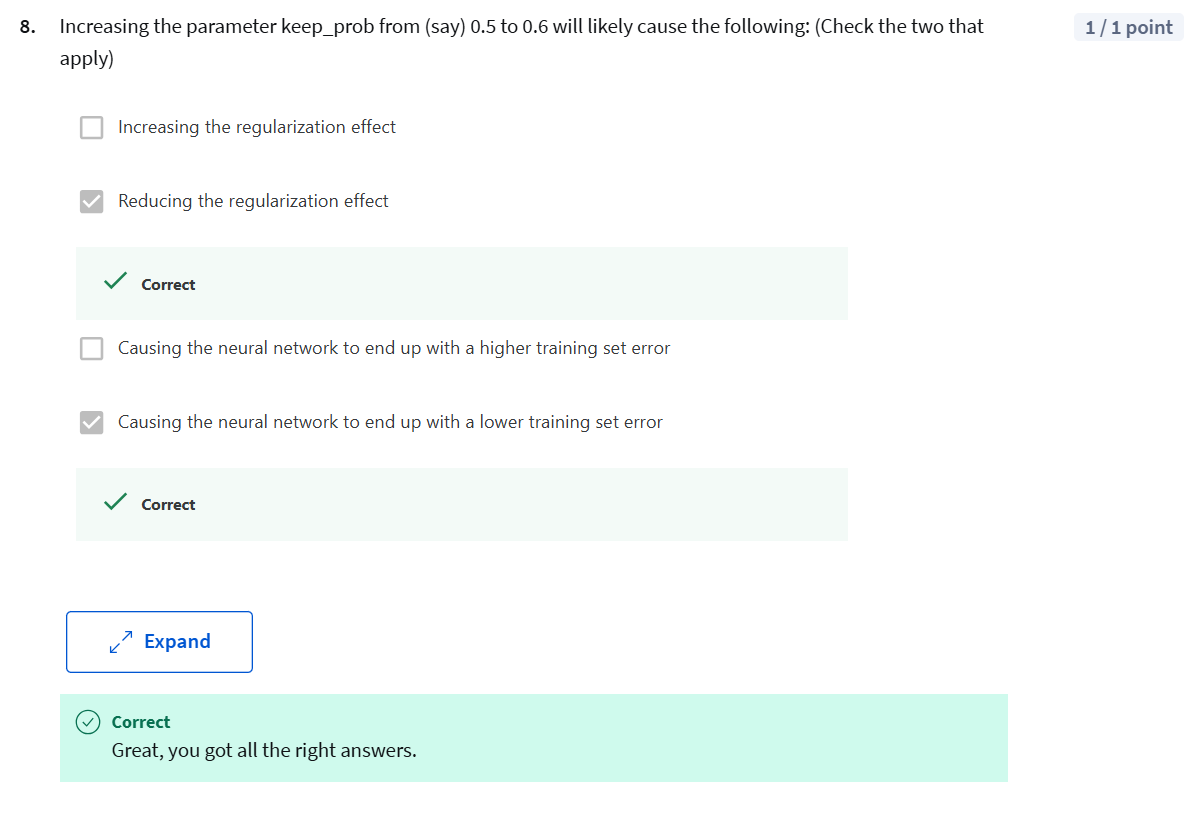 8. Increasing the parameter keep_prob from (say) 0.5 to 0.6 will likely cause the following: (Check the two that
apply)
1 / 1 point
Increasing the regularization effect
Reducing the regularization effect
Correct
Causing the neural network to end up with a higher training set error
Causing the neural network to end up with a lower training set error
Correct
Expand
Correct
Great, you got all the right answers.